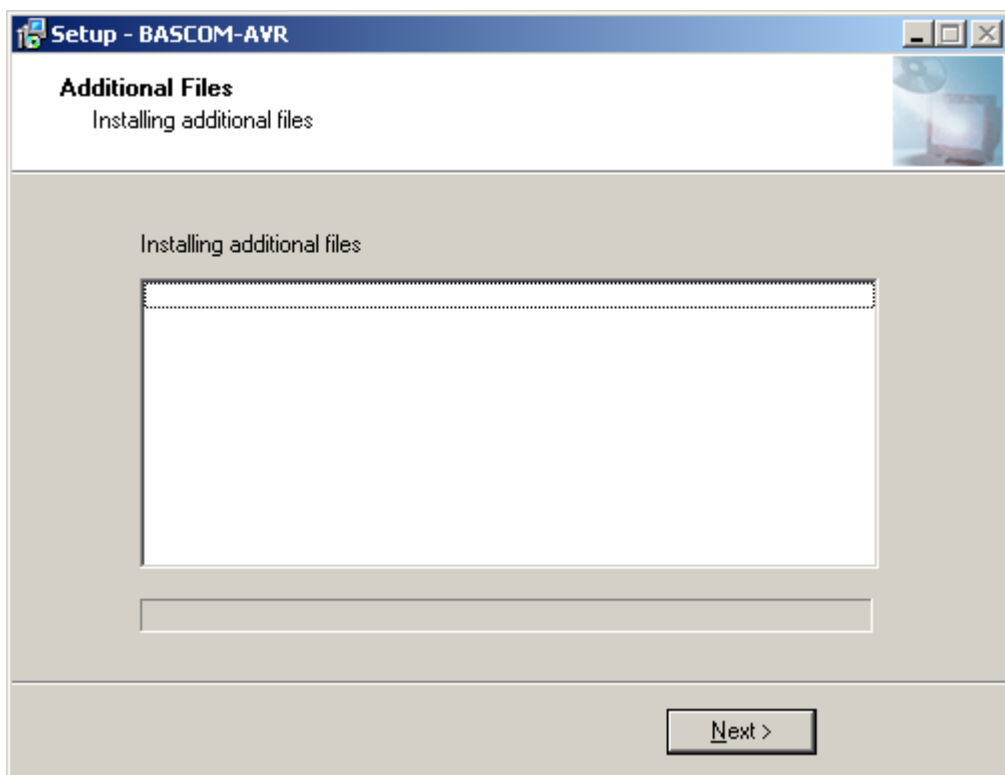 Setup - BASCOM-AVR
Additional Files
Installing additional files
Installing additional files
Next >